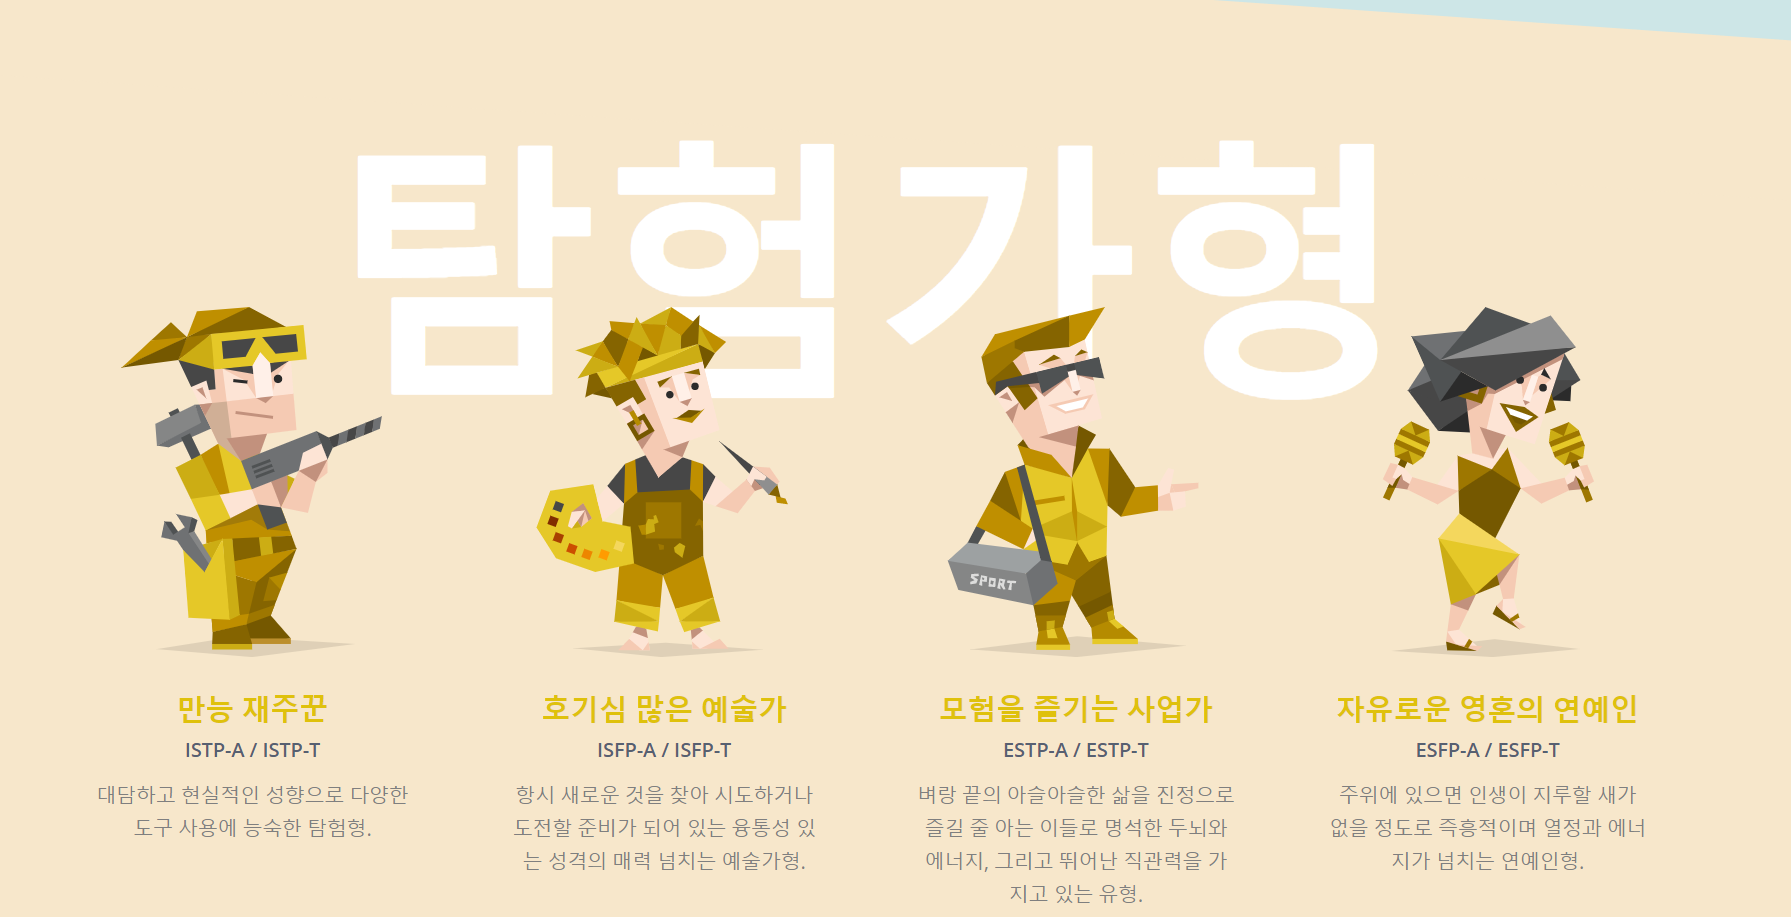 탐험가형
SPORT
만능 재주꾼
ISTP-A / ISTP-T
대담하고 현실적인 성향으로 다양한
도구 사용에 능숙한 탐험형.
호기심 많은 예술가
ISFP-A / ISFP-T
항시 새로운 것을 찾아 시도하거나
도전할 준비가 되어 있는 융통성 있
는 성격의 매력 넘치는 예술가형.
모험을 즐기는 사업가
ESTP-A / ESTP-T
벼랑 끝의 아슬아슬한 삶을 진정으로
즐길 줄 아는 이들로 명석한 두뇌와
에너지, 그리고 뛰어난 직관력을 가
지고 있는 유형.
자유로운 영혼의 연예인
ESFP-A / ESFP-T
주위에 있으면 인생이 지루할 새가
없을 정도로 즉흥적이며 열정과 에너
지가 넘치는 연예인형.